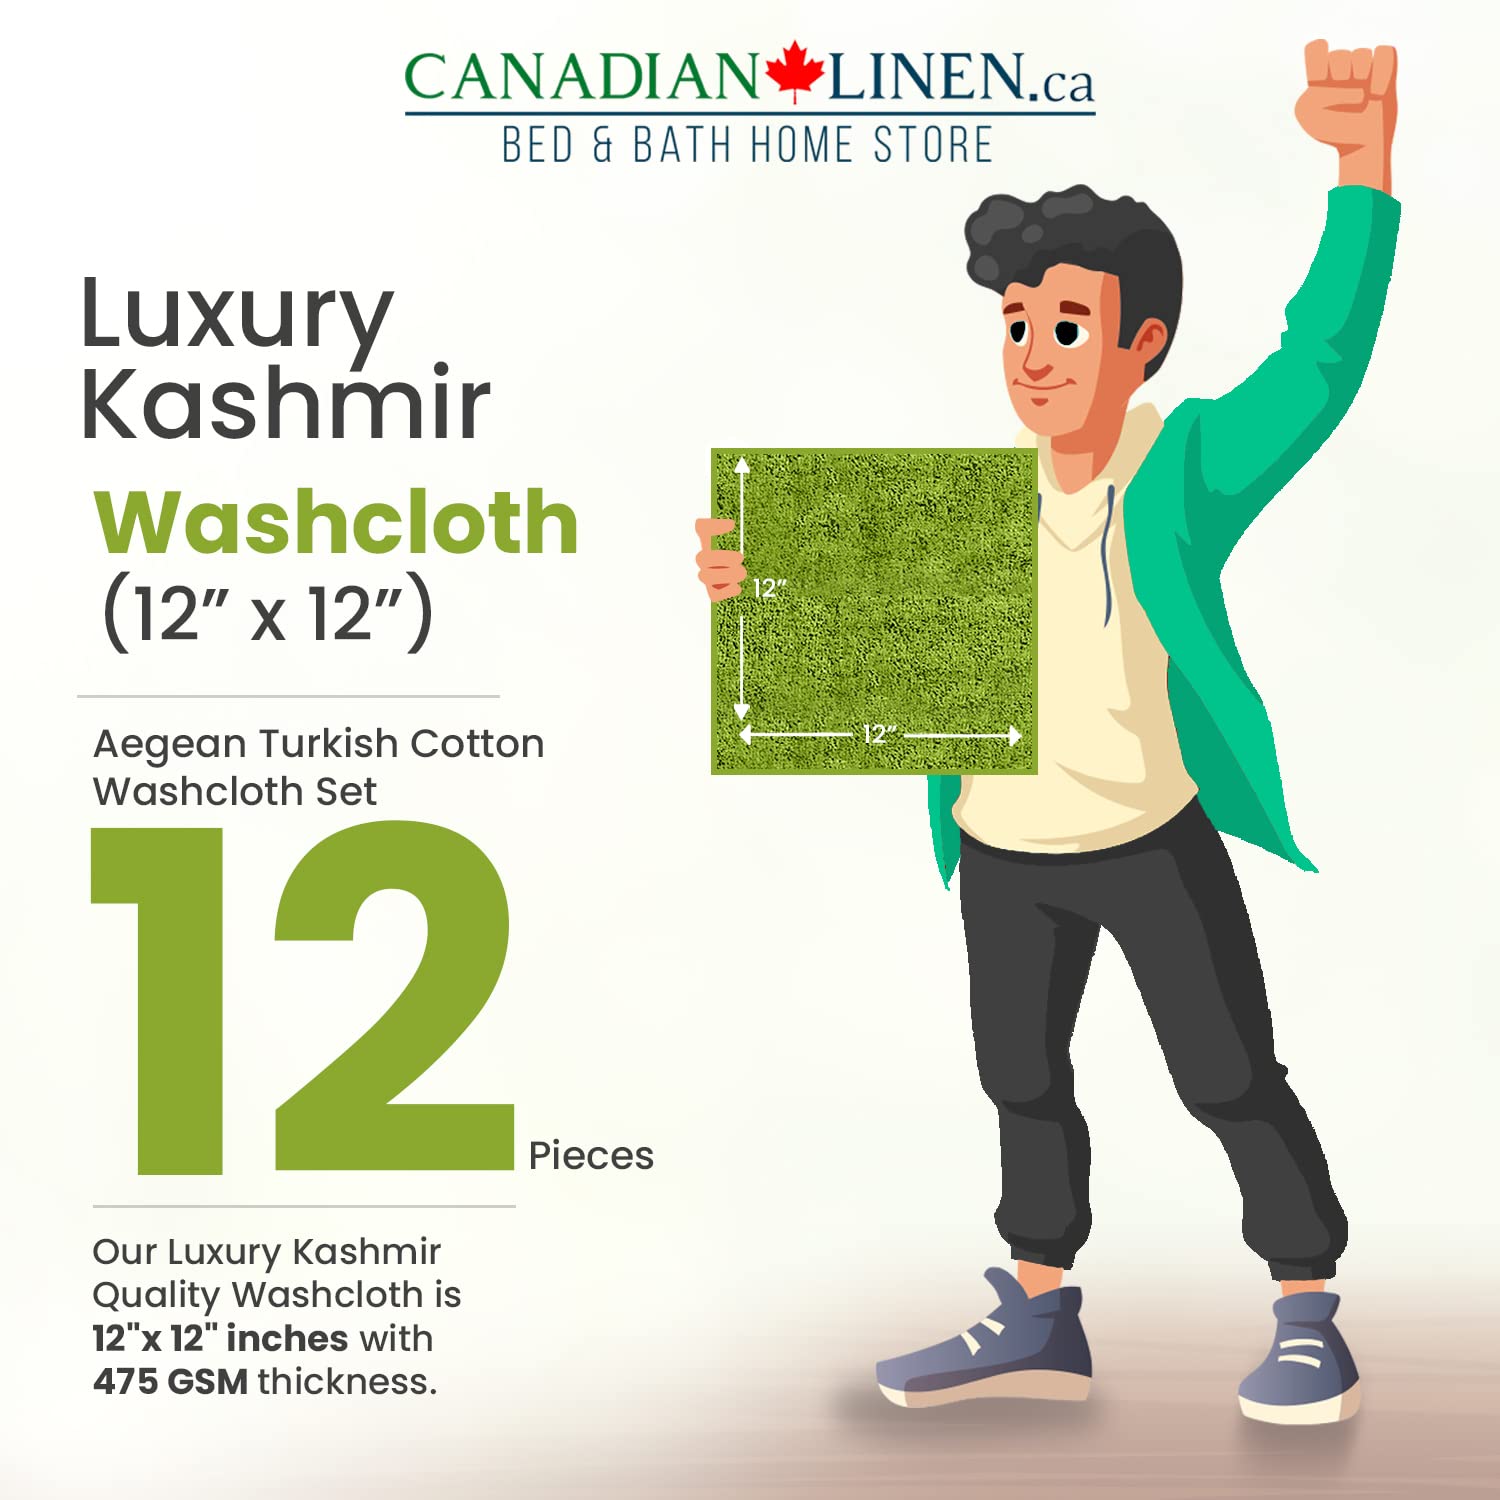 CANADIAN LINEN.ca
BED & BATH HOME STORE
Luxury
Kashmir
Washcloth
(12” x 12”)
12”
12”
Aegean Turkish Cotton
Washcloth Set
12
Pieces
Our Luxury Kashmir
Quality Washcloth is
12"x 12" inches with
475 GSM thickness.